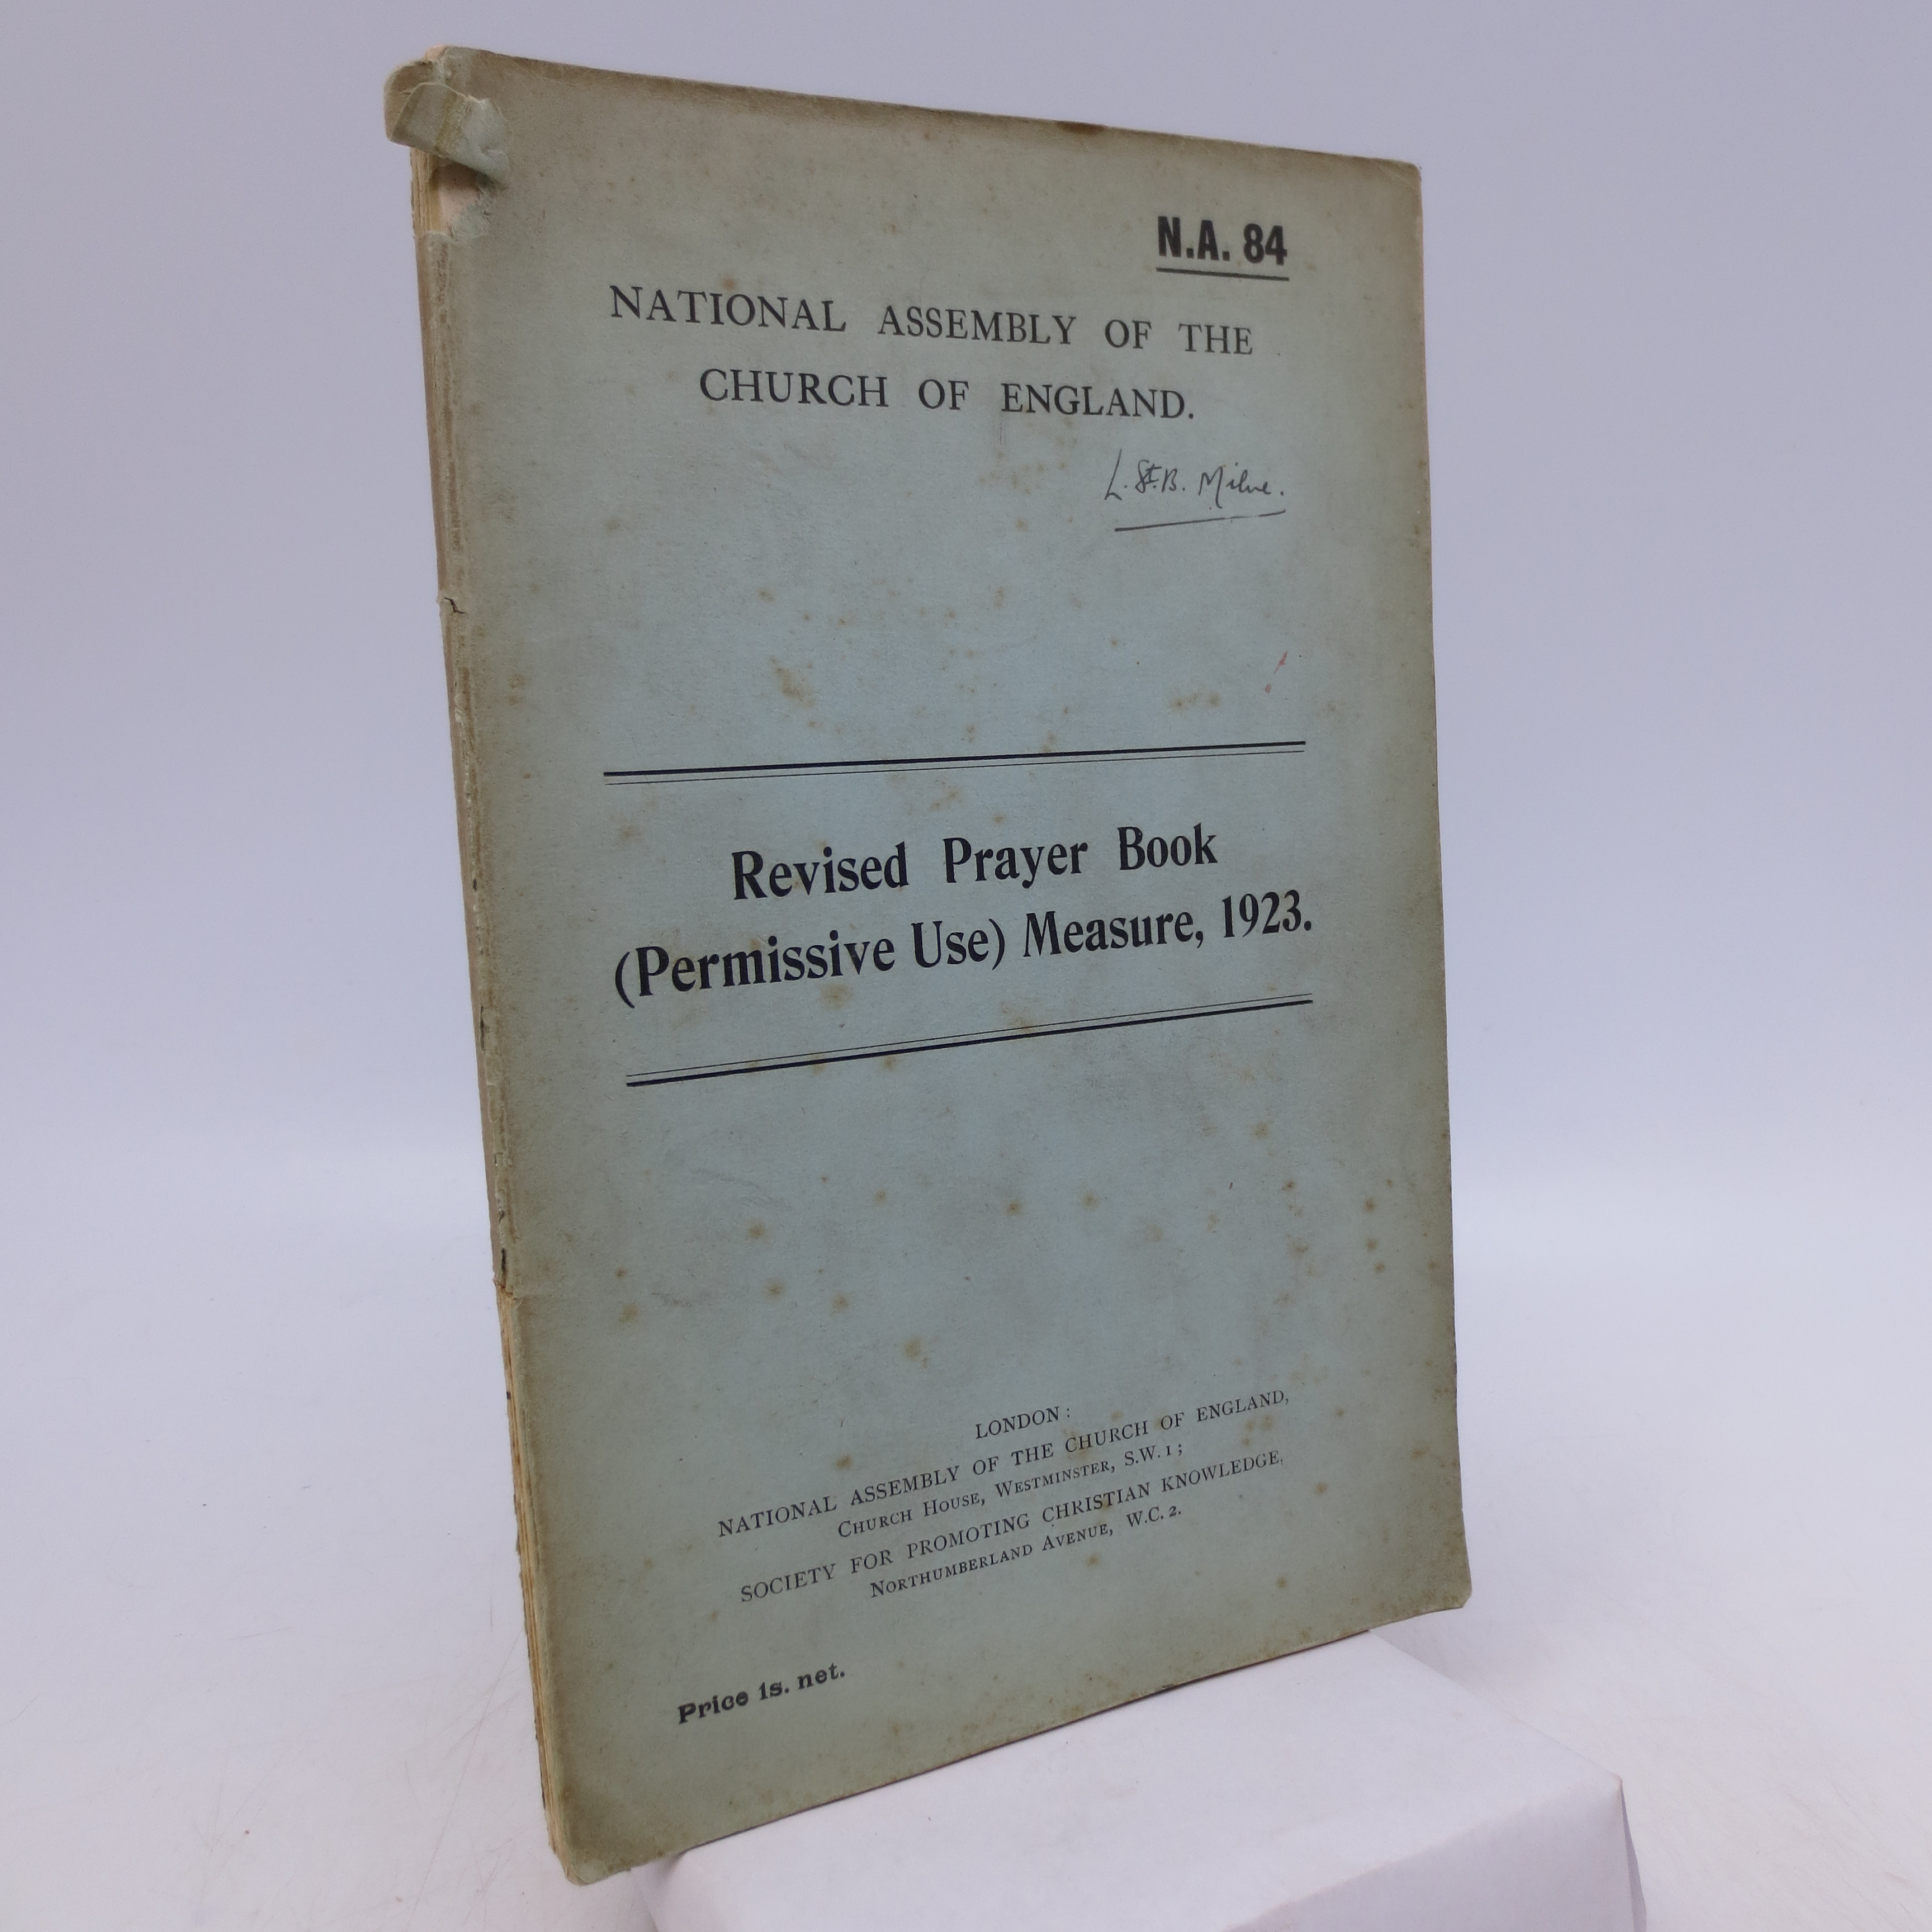 N.A. 84
NATIONAL ASSEMBLY OF THE
CHURCH OF ENGLAND.
L. St. B. Milne.
Revised Prayer Book
(Permissive Use) Measure, 1923.
LONDON:
NATIONAL ASSEMBLY OF THE CHURCH OF ENGLAND,
CHURCH HOUSE, WESTMINSTER, S.W. 1;
SOCIETY FOR PROMOTING CHRISTIAN KNOWLEDGE,
NORTHUMBERLAND AVENUE, W.C. 2.
Price 1s. net.